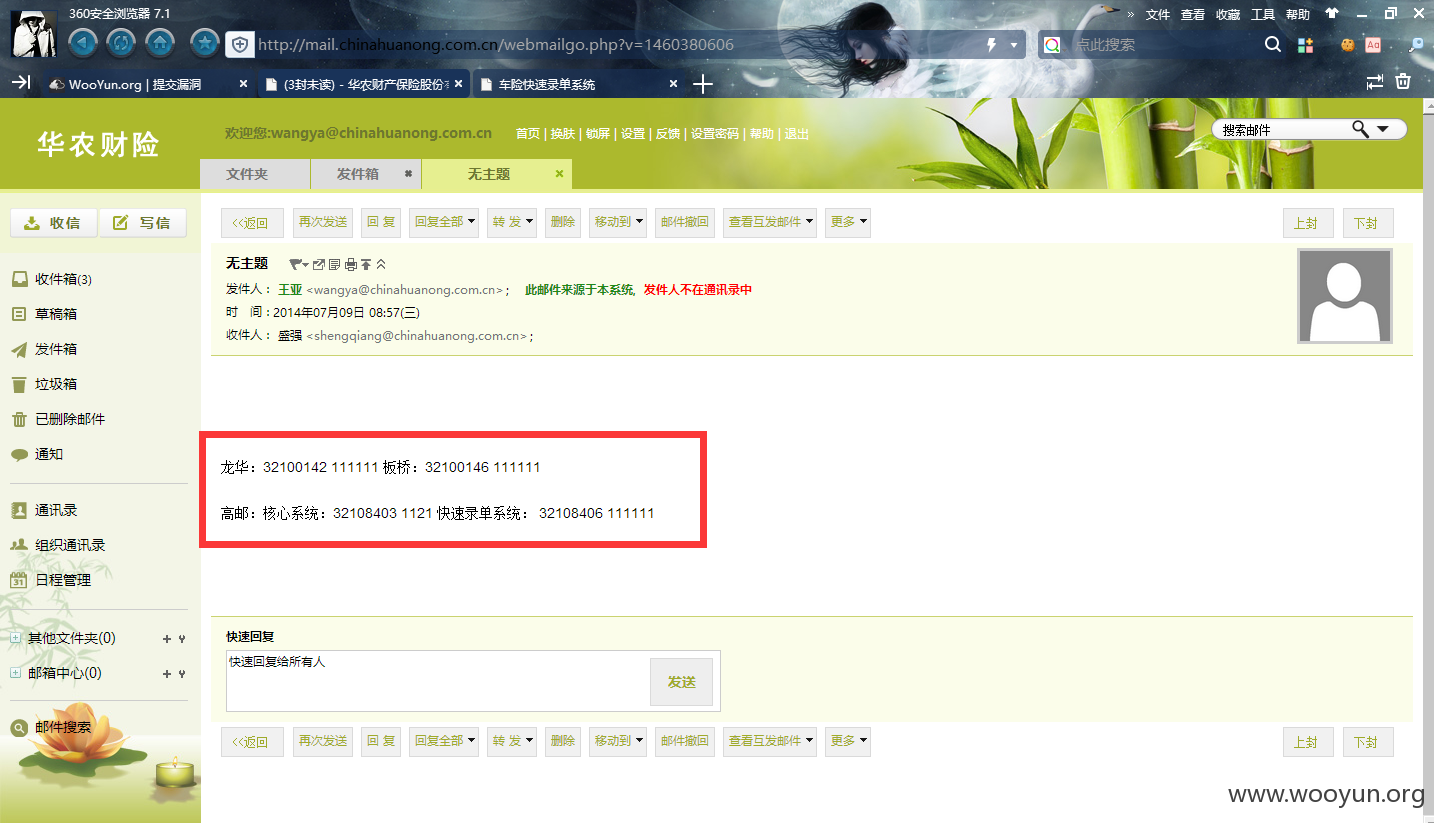 360安全浏览器 7.1
» 文件 查看 收藏 工具 帮助
http://mail.chinahuanong.com.cn/webmailgo.php?v=1460380606
点此搜索
WooYun.org | 提交漏洞
(3封未读) - 华农财产保险股份
车险快速录单系统
华农财险
欢迎您:wangya@chinahuanong.com.cn
首页 | 换肤 | 锁屏 | 设置 | 反馈 | 设置密码 | 帮助 | 退出
搜索邮件
文件夹 发件箱 无主题
收信 写信
收件箱(3)
草稿箱
发件箱
垃圾箱
已删除邮件
通知
通讯录
组织通讯录
31 日程管理
其他文件夹(0)
邮箱中心(0)
邮件搜索
<<返回 再次发送 回 复 回复全部 转 发 删除 移动到 邮件撤回 查看互发邮件 更多 上封 下封
无主题
发件人： 王亚 <wangya@chinahuanong.com.cn>； 此邮件来源于本系统, 发件人不在通讯录中
时 间：2014年07月09日 08:57(三)
收件人： 盛强 <shengqiang@chinahuanong.com.cn>；
龙华：32100142 111111 板桥：32100146 111111
高邮：核心系统：32108403 1121 快速录单系统： 32108406 111111
快速回复
快速回复给所有人
发送
<<返回 再次发送 回 复 回复全部 转 发 删除 移动到 邮件撤回 查看互发邮件 更多 上封 下封
www.wooyun.org